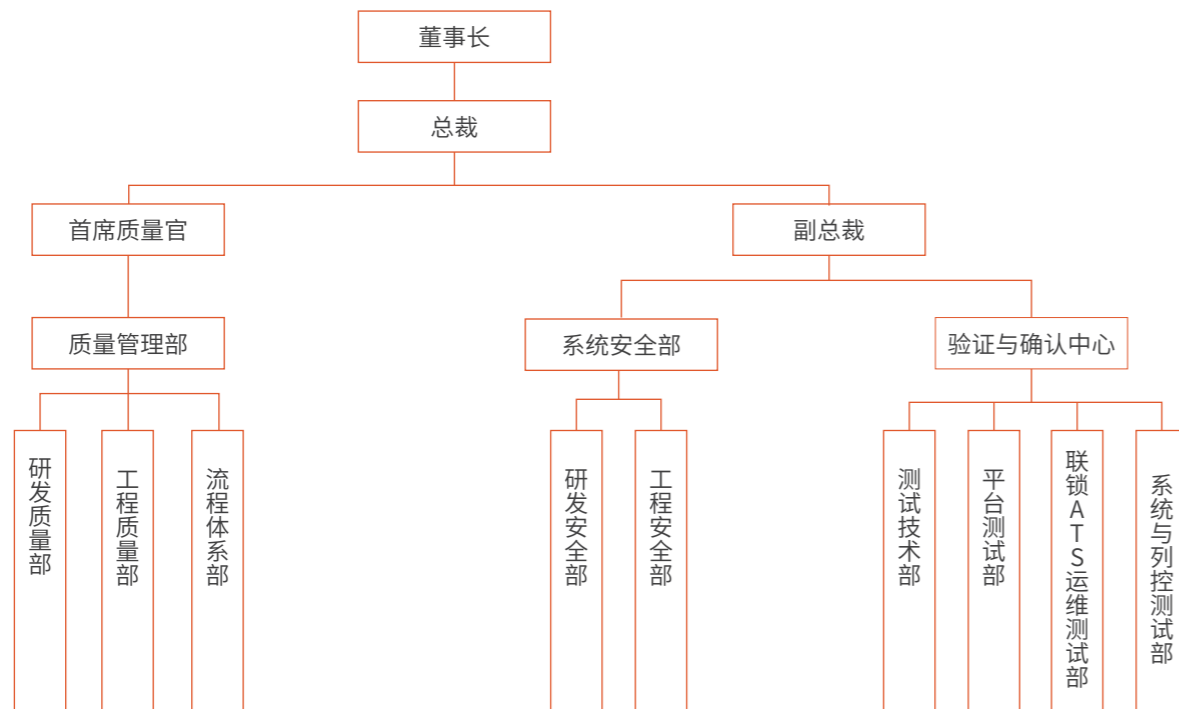 董事长
总裁
首席质量官
副总裁
质量管理部
系统安全部
验证与确认中心
研发质量部
工程质量部
流程体系部
研发安全部
工程安全部
测试技术部
平台测试部
联锁ATS运维测试部
系统与列控测试部